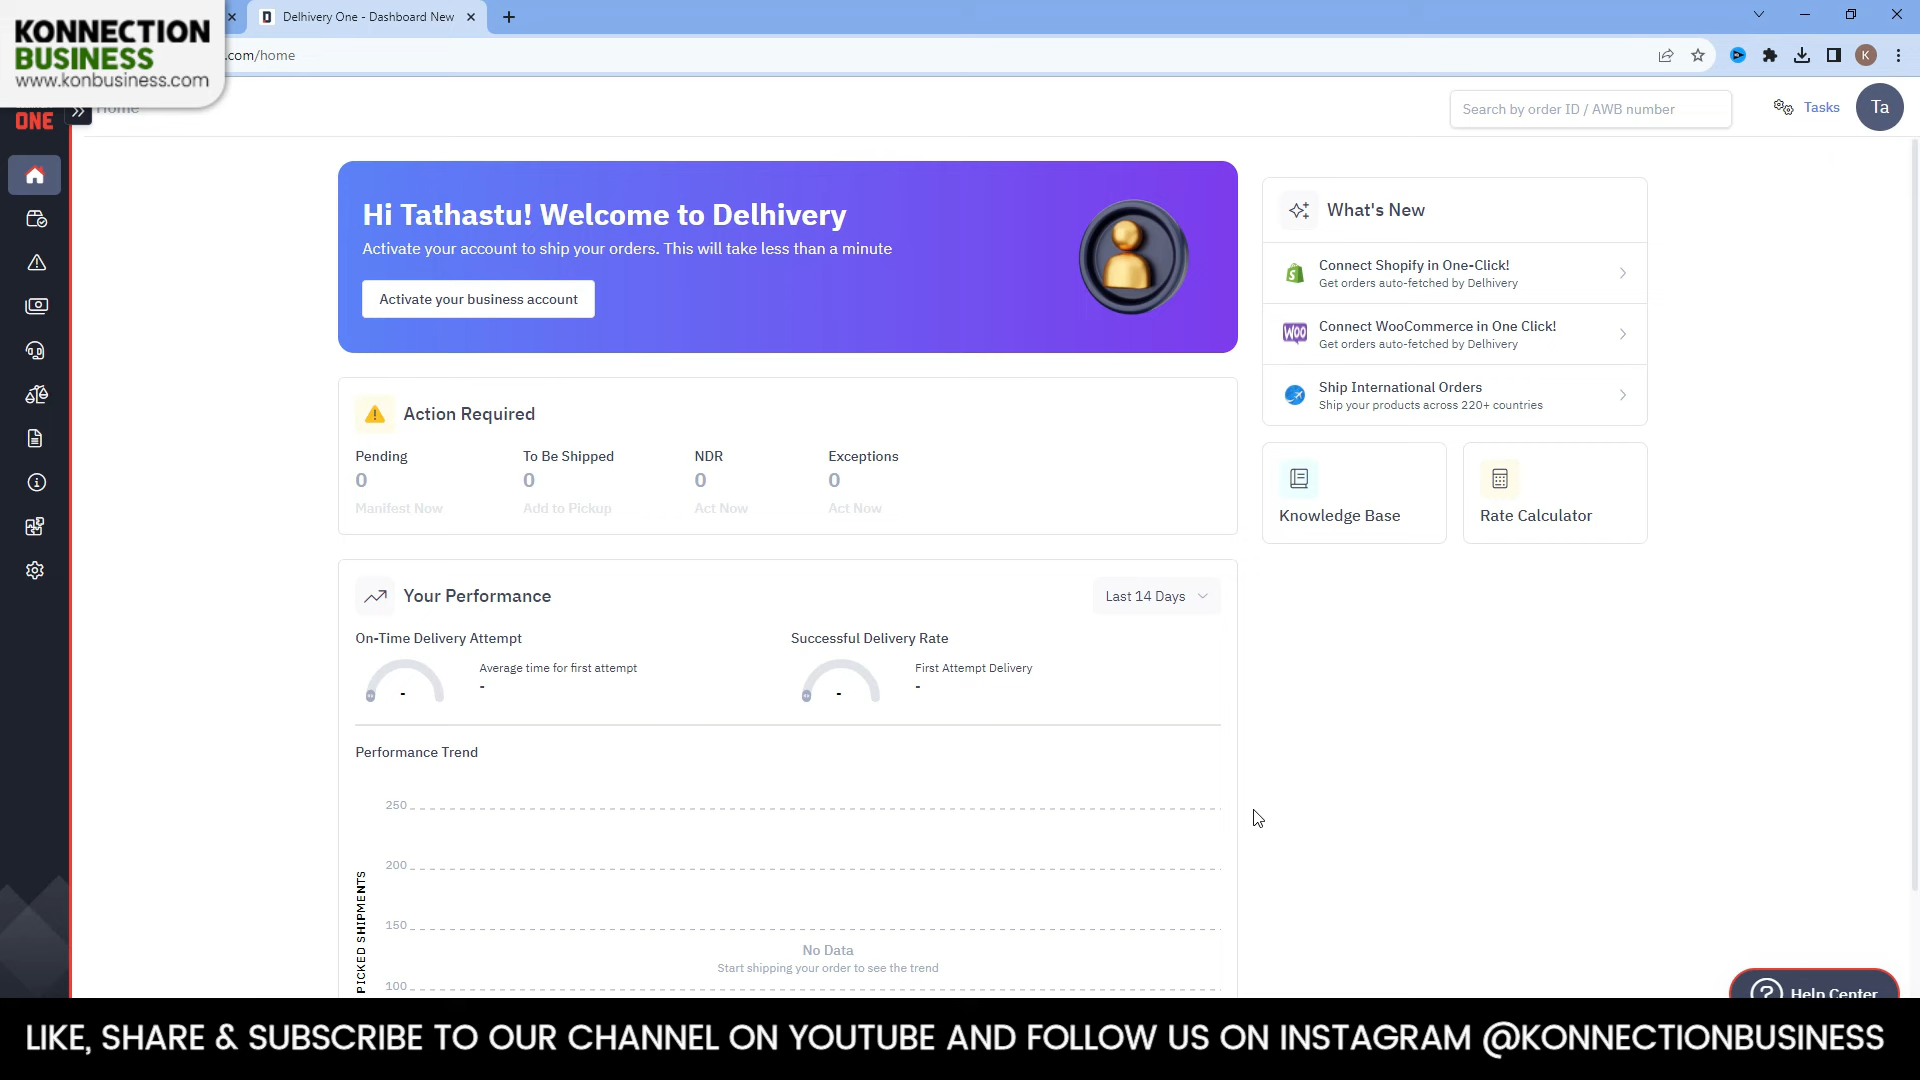 KONNECTION
BUSINESS
www.konbusiness.com
Delhivery One - Dashboard New
.com/home
K
ONE
Home
Search by order ID / AWB number
Tasks
Ta
Hi Tathastu! Welcome to Delhivery
Activate your account to ship your orders. This will take less than a minute
Activate your business account
What's New
Connect Shopify in One-Click!
Get orders auto-fetched by Delhivery
WOO
Connect WooCommerce in One Click!
Get orders auto-fetched by Delhivery
Ship International Orders
Ship your products across 220+ countries
Knowledge Base
Rate Calculator
Action Required
Pending
To Be Shipped
NDR
Exceptions
0
0
0
0
Manifest Now
Add to Pickup
Act Now
Act Now
Your Performance
Last 14 Days
On-Time Delivery Attempt
Successful Delivery Rate
Average time for first attempt
-
-
First Attempt Delivery
-
-
Performance Trend
250
200
150
100
PICKED SHIPMENTS
No Data
Start shipping your order to see the trend
Help Center
LIKE, SHARE & SUBSCRIBE TO OUR CHANNEL ON YOUTUBE AND FOLLOW US ON INSTAGRAM @KONNECTIONBUSINESS